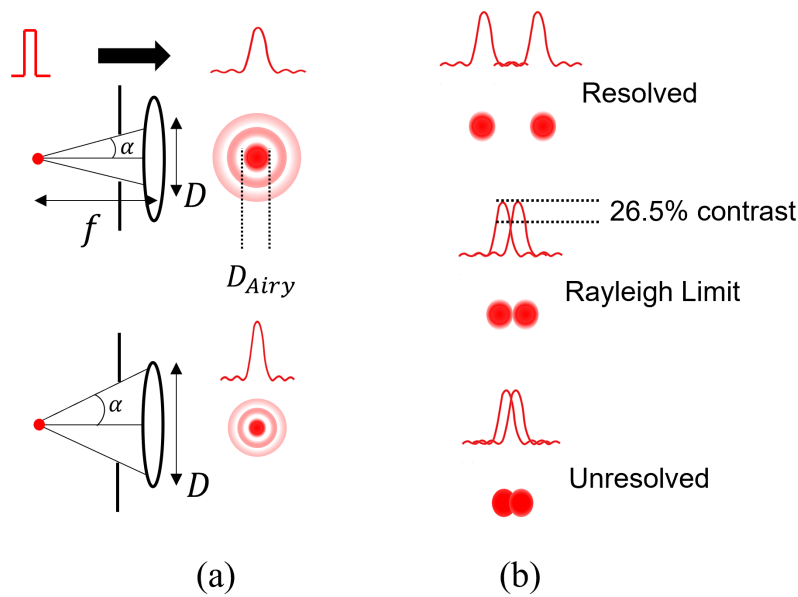 α
D
f
D_Airy
α
D
(a)
Resolved
26.5% contrast
Rayleigh Limit
Unresolved
(b)